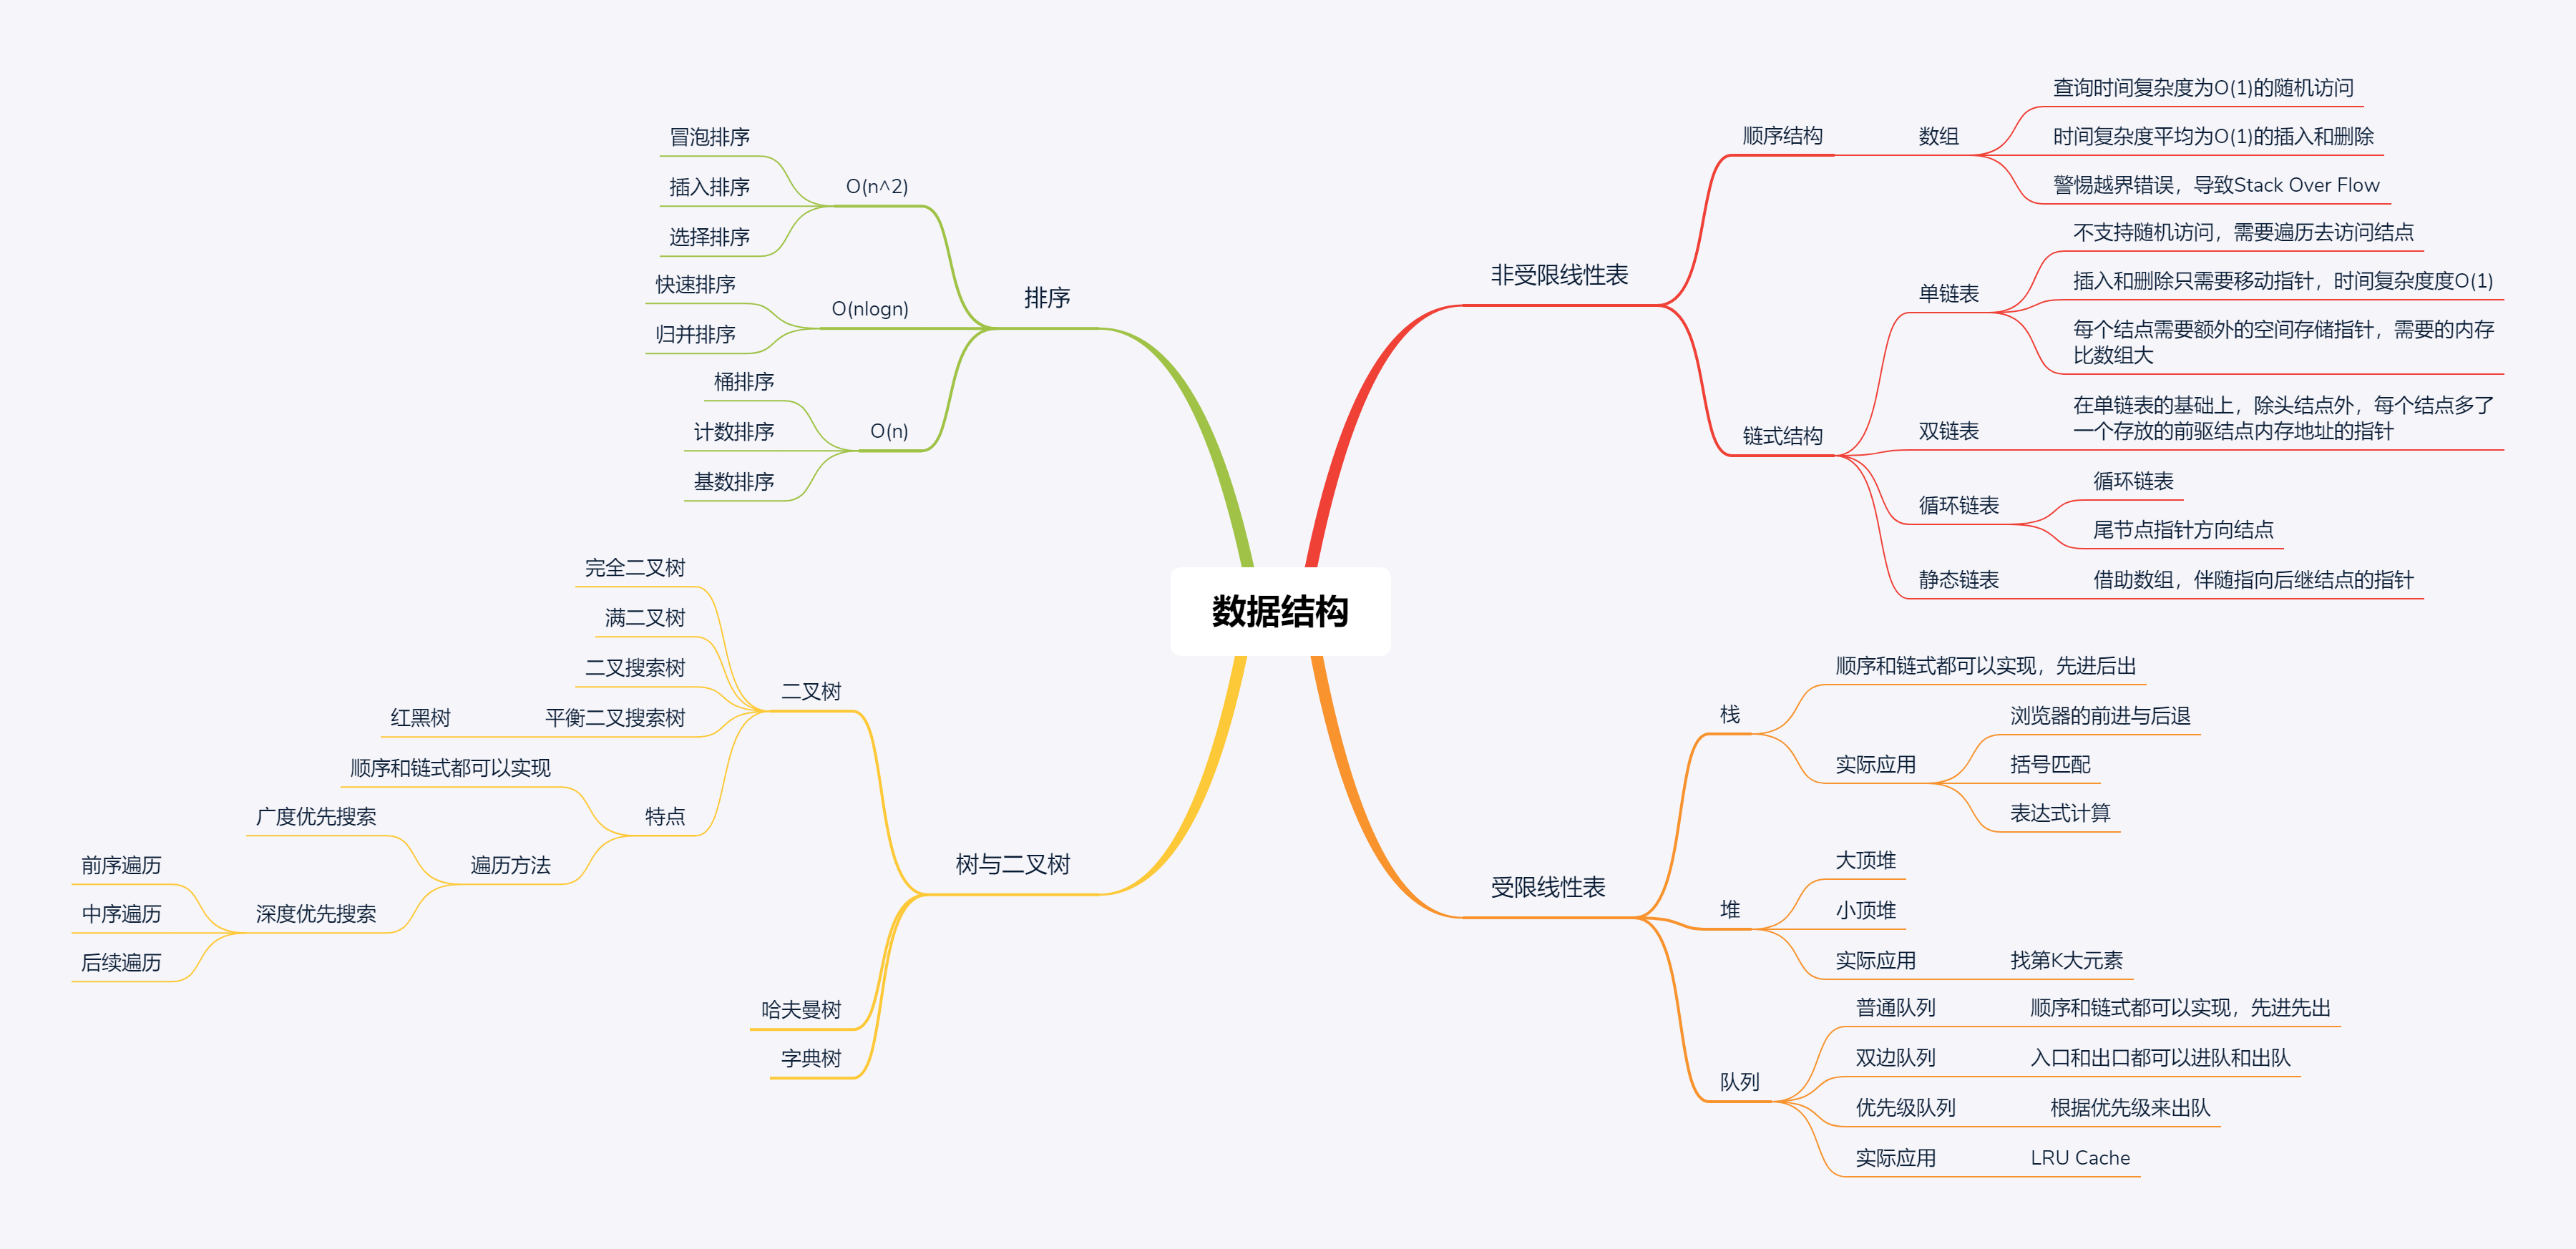 数据结构
非受限线性表
顺序结构
数组
查询时间复杂度为O(1)的随机访问
时间复杂度平均为O(1)的插入和删除
警惕越界错误，导致Stack Over Flow
链式结构
单链表
不支持随机访问，需要遍历去访问结点
插入和删除只需要移动指针，时间复杂度度O(1)
每个结点需要额外的空间存储指针，需要的内存
比数组大
双链表
在单链表的基础上，除头结点外，每个结点多了
一个存放的前驱结点内存地址的指针
循环链表
循环链表
尾节点指针方向结点
静态链表
借助数组，伴随指向后继结点的指针
受限线性表
栈
顺序和链式都可以实现，先进后出
实际应用
浏览器的前进与后退
括号匹配
表达式计算
堆
大顶堆
小顶堆
实际应用
找第K大元素
队列
普通队列
顺序和链式都可以实现，先进先出
双边队列
入口和出口都可以进队和出队
优先级队列
根据优先级来出队
实际应用
LRU Cache
排序
O(n^2)
冒泡排序
插入排序
选择排序
O(nlogn)
快速排序
归并排序
O(n)
桶排序
计数排序
基数排序
树与二叉树
二叉树
完全二叉树
满二叉树
二叉搜索树
平衡二叉搜索树
红黑树
特点
顺序和链式都可以实现
遍历方法
广度优先搜索
深度优先搜索
前序遍历
中序遍历
后续遍历
哈夫曼树
字典树